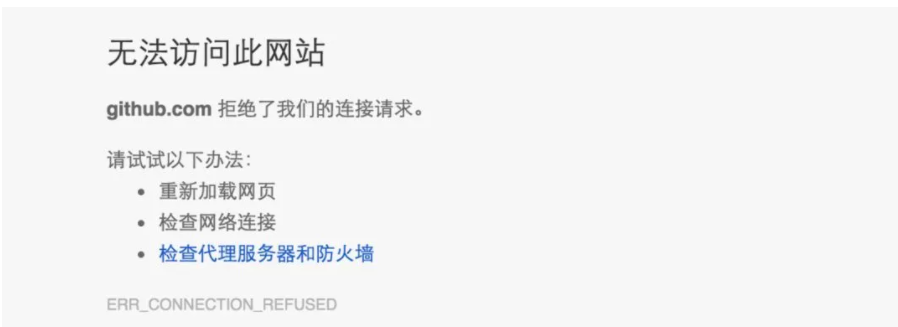 无法访问此网站
github.com 拒绝了我们的连接请求。
请试试以下办法：
• 重新加载网页
• 检查网络连接
• 检查代理服务器和防火墙
ERR_CONNECTION_REFUSED